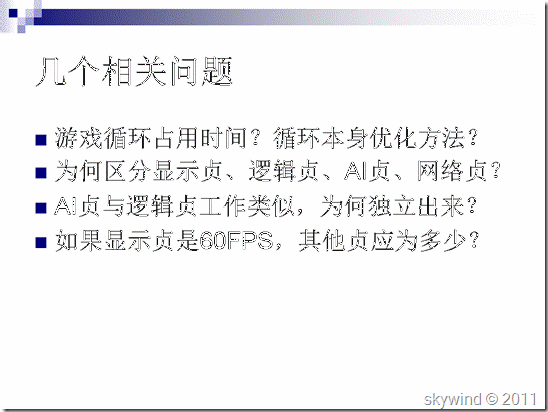 几个相关问题
游戏循环占用时间？循环本身优化方法？
为何区分显示贞、逻辑贞、AI贞、网络贞？
AI贞与逻辑贞工作类似，为何独立出来？
如果显示贞是60FPS，其他贞应为多少？
skywind © 2011